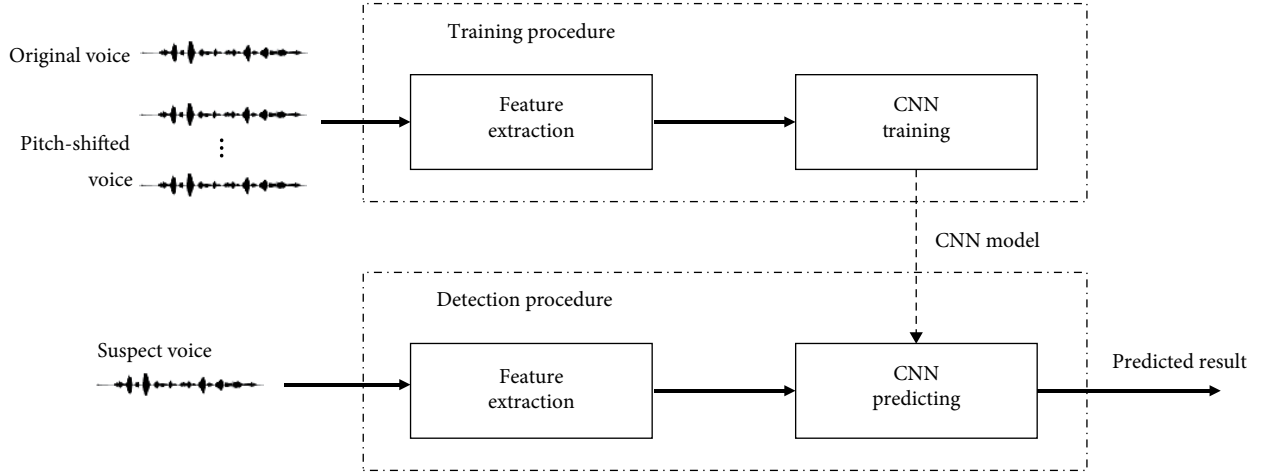 Training procedure
Original voice
Feature
extraction
CNN
training
Pitch-shifted
voice
CNN model
Detection procedure
Suspect voice
Feature
extraction
CNN
predicting
Predicted result